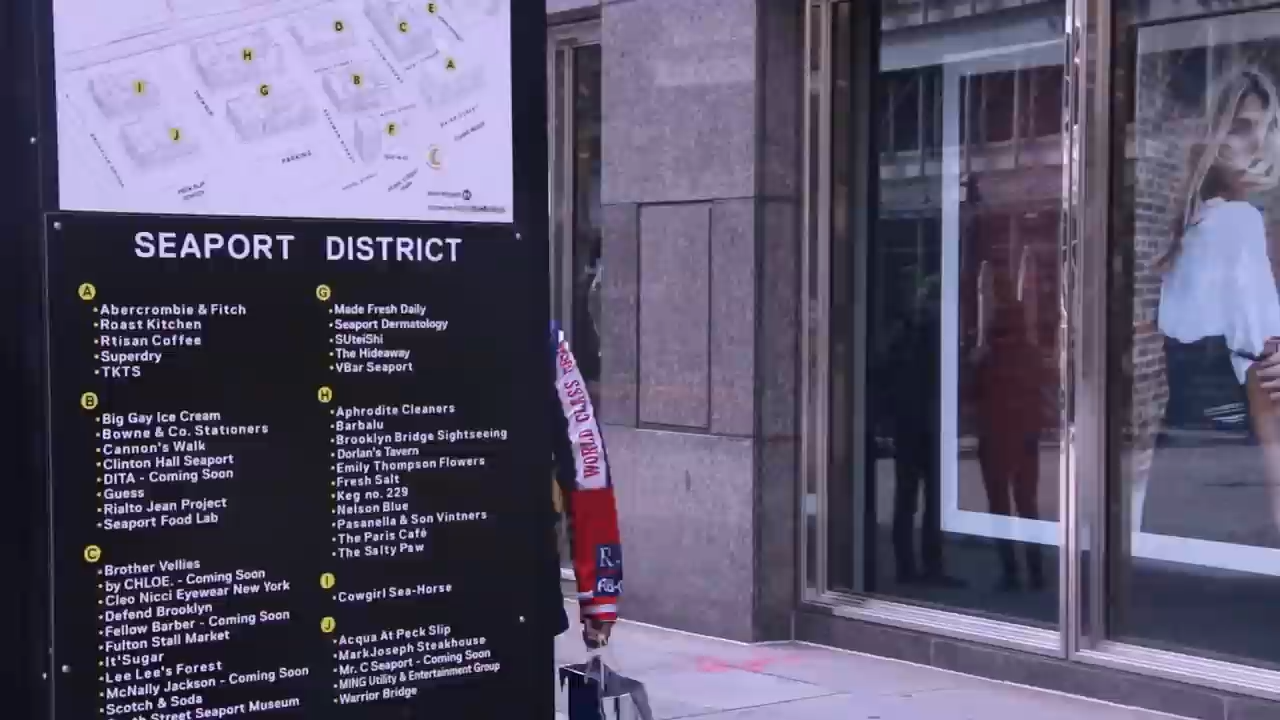 E
D
C
H
A
I
G
B
J
F
PARKING
SEAPORT DISTRICT
A
Abercrombie & Fitch
Roast Kitchen
Rtisan Coffee
Superdry
TKTS
B
Big Gay Ice Cream
Bowne & Co. Stationers
Cannon's Walk
Clinton Hall Seaport
DITA - Coming Soon
Guess
Rialto Jean Project
Seaport Food Lab
C
Brother Vellies
by CHLOE. - Coming Soon
Cleo Nicci Eyewear New York
Defend Brooklyn
Fellow Barber - Coming Soon
Fulton Stall Market
It'Sugar
Lee Lee's Forest
McNally Jackson - Coming Soon
Scotch & Soda
Street Seaport Museum
G
Made Fresh Daily
Seaport Dermatology
SUteiShi
The Hideaway
VBar Seaport
H
Aphrodite Cleaners
Barbalu
Brooklyn Bridge Sightseeing
Dorlan's Tavern
Emily Thompson Flowers
Fresh Salt
Keg no. 229
Nelson Blue
Pasanella & Son Vintners
The Paris Café
The Salty Paw
I
Cowgirl Sea-Horse
J
Acqua At Peck Slip
MarkJoseph Steakhouse
Mr. C Seaport - Coming Soon
MING Utility & Entertainment Group
Warrior Bridge
WORLD CLASS
R.